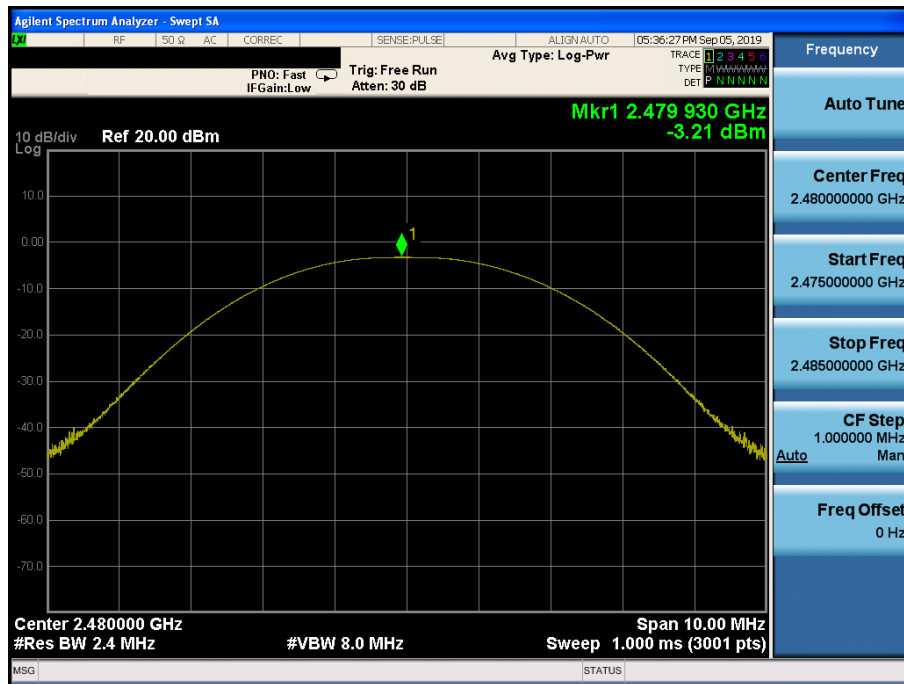 Agilent Spectrum Analyzer - Swept SA
LXI RF 50 Ω AC CORREC SENSE:PULSE ALIGN AUTO 05:36:27 PM Sep 05, 2019
PNO: Fast Trig: Free Run Avg Type: Log-Pwr TRACE 1 2 3 4 5 6
IFGain:Low Atten: 30 dB TYPE M W W W W W
DET P N N N N N
Mkr1 2.479 930 GHz
-3.21 dBm
10 dB/div Ref 20.00 dBm
Log
1
10.0
0.00
-10.0
-20.0
-30.0
-40.0
-50.0
-60.0
-70.0
Center 2.480000 GHz Span 10.00 MHz
#Res BW 2.4 MHz #VBW 8.0 MHz Sweep 1.000 ms (3001 pts)
MSG STATUS
Frequency
Auto Tune
Center Freq
2.480000000 GHz
Start Freq
2.475000000 GHz
Stop Freq
2.485000000 GHz
CF Step
1.000000 MHz
Auto Man
Freq Offset
0 Hz